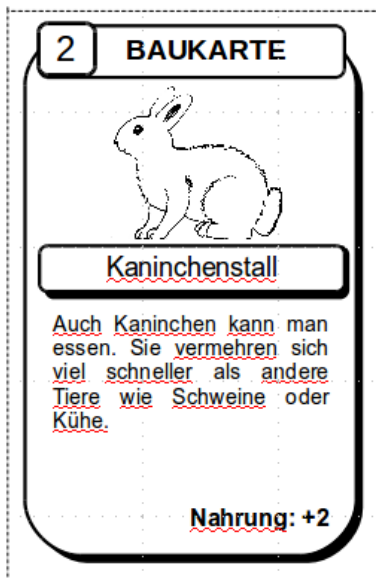 2 BAUKARTE
Kaninchenstall
Auch Kaninchen kann man
essen. Sie vermehren sich
viel schneller als andere
Tiere wie Schweine oder
Kühe.
Nahrung: +2